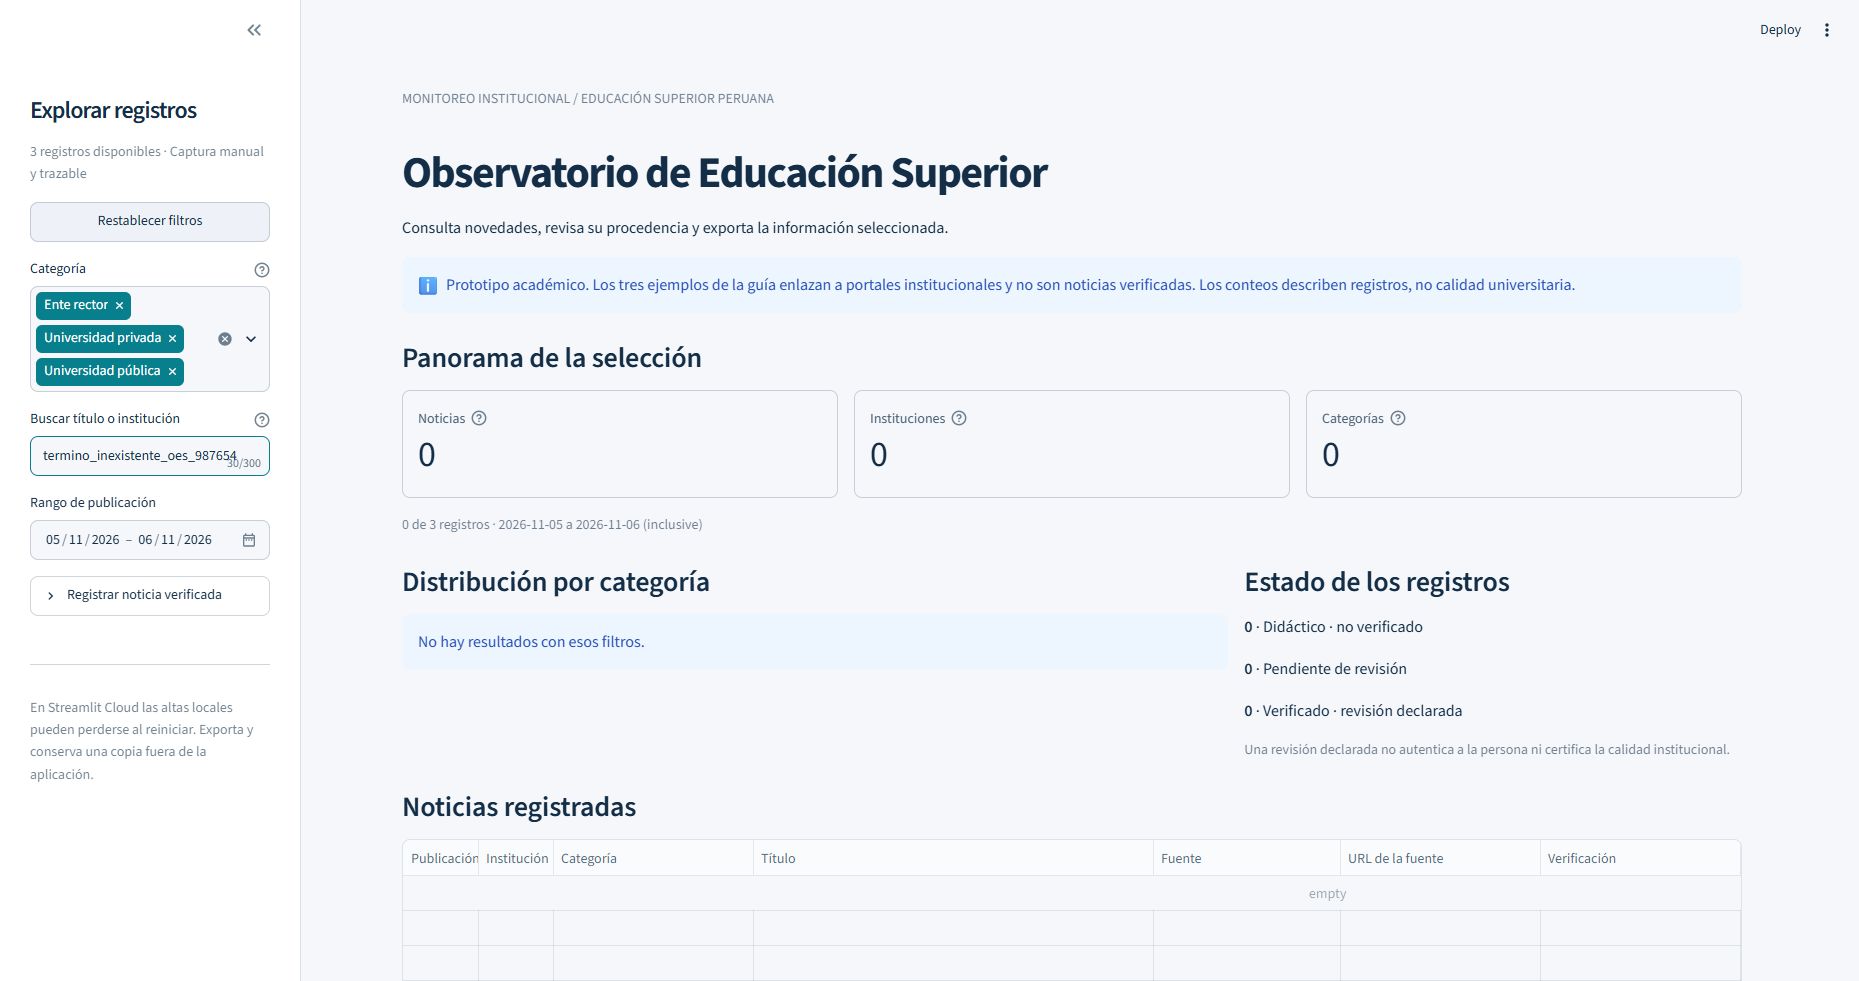 Deploy
Explorar registros
3 registros disponibles · Captura manual
y trazable
Restablecer filtros
Categoría
Ente rector
Universidad privada
Universidad pública
Buscar título o institución
termino_inexistente_oes_987654
30/300
Rango de publicación
05/11/2026 – 06/11/2026
Registrar noticia verificada
En Streamlit Cloud las altas locales
pueden perderse al reiniciar. Exporta y
conserva una copia fuera de la
aplicación.
MONITOREO INSTITUCIONAL / EDUCACIÓN SUPERIOR PERUANA
Observatorio de Educación Superior
Consulta novedades, revisa su procedencia y exporta la información seleccionada.
Prototipo académico. Los tres ejemplos de la guía enlazan a portales institucionales y no son noticias verificadas. Los conteos describen registros, no calidad universitaria.
Panorama de la selección
Noticias
0
Instituciones
0
Categorías
0
0 de 3 registros · 2026-11-05 a 2026-11-06 (inclusive)
Distribución por categoría
No hay resultados con esos filtros.
Estado de los registros
0 · Didáctico · no verificado
0 · Pendiente de revisión
0 · Verificado · revisión declarada
Una revisión declarada no autentica a la persona ni certifica la calidad institucional.
Noticias registradas
Publicación Institución Categoría Título Fuente URL de la fuente Verificación
empty